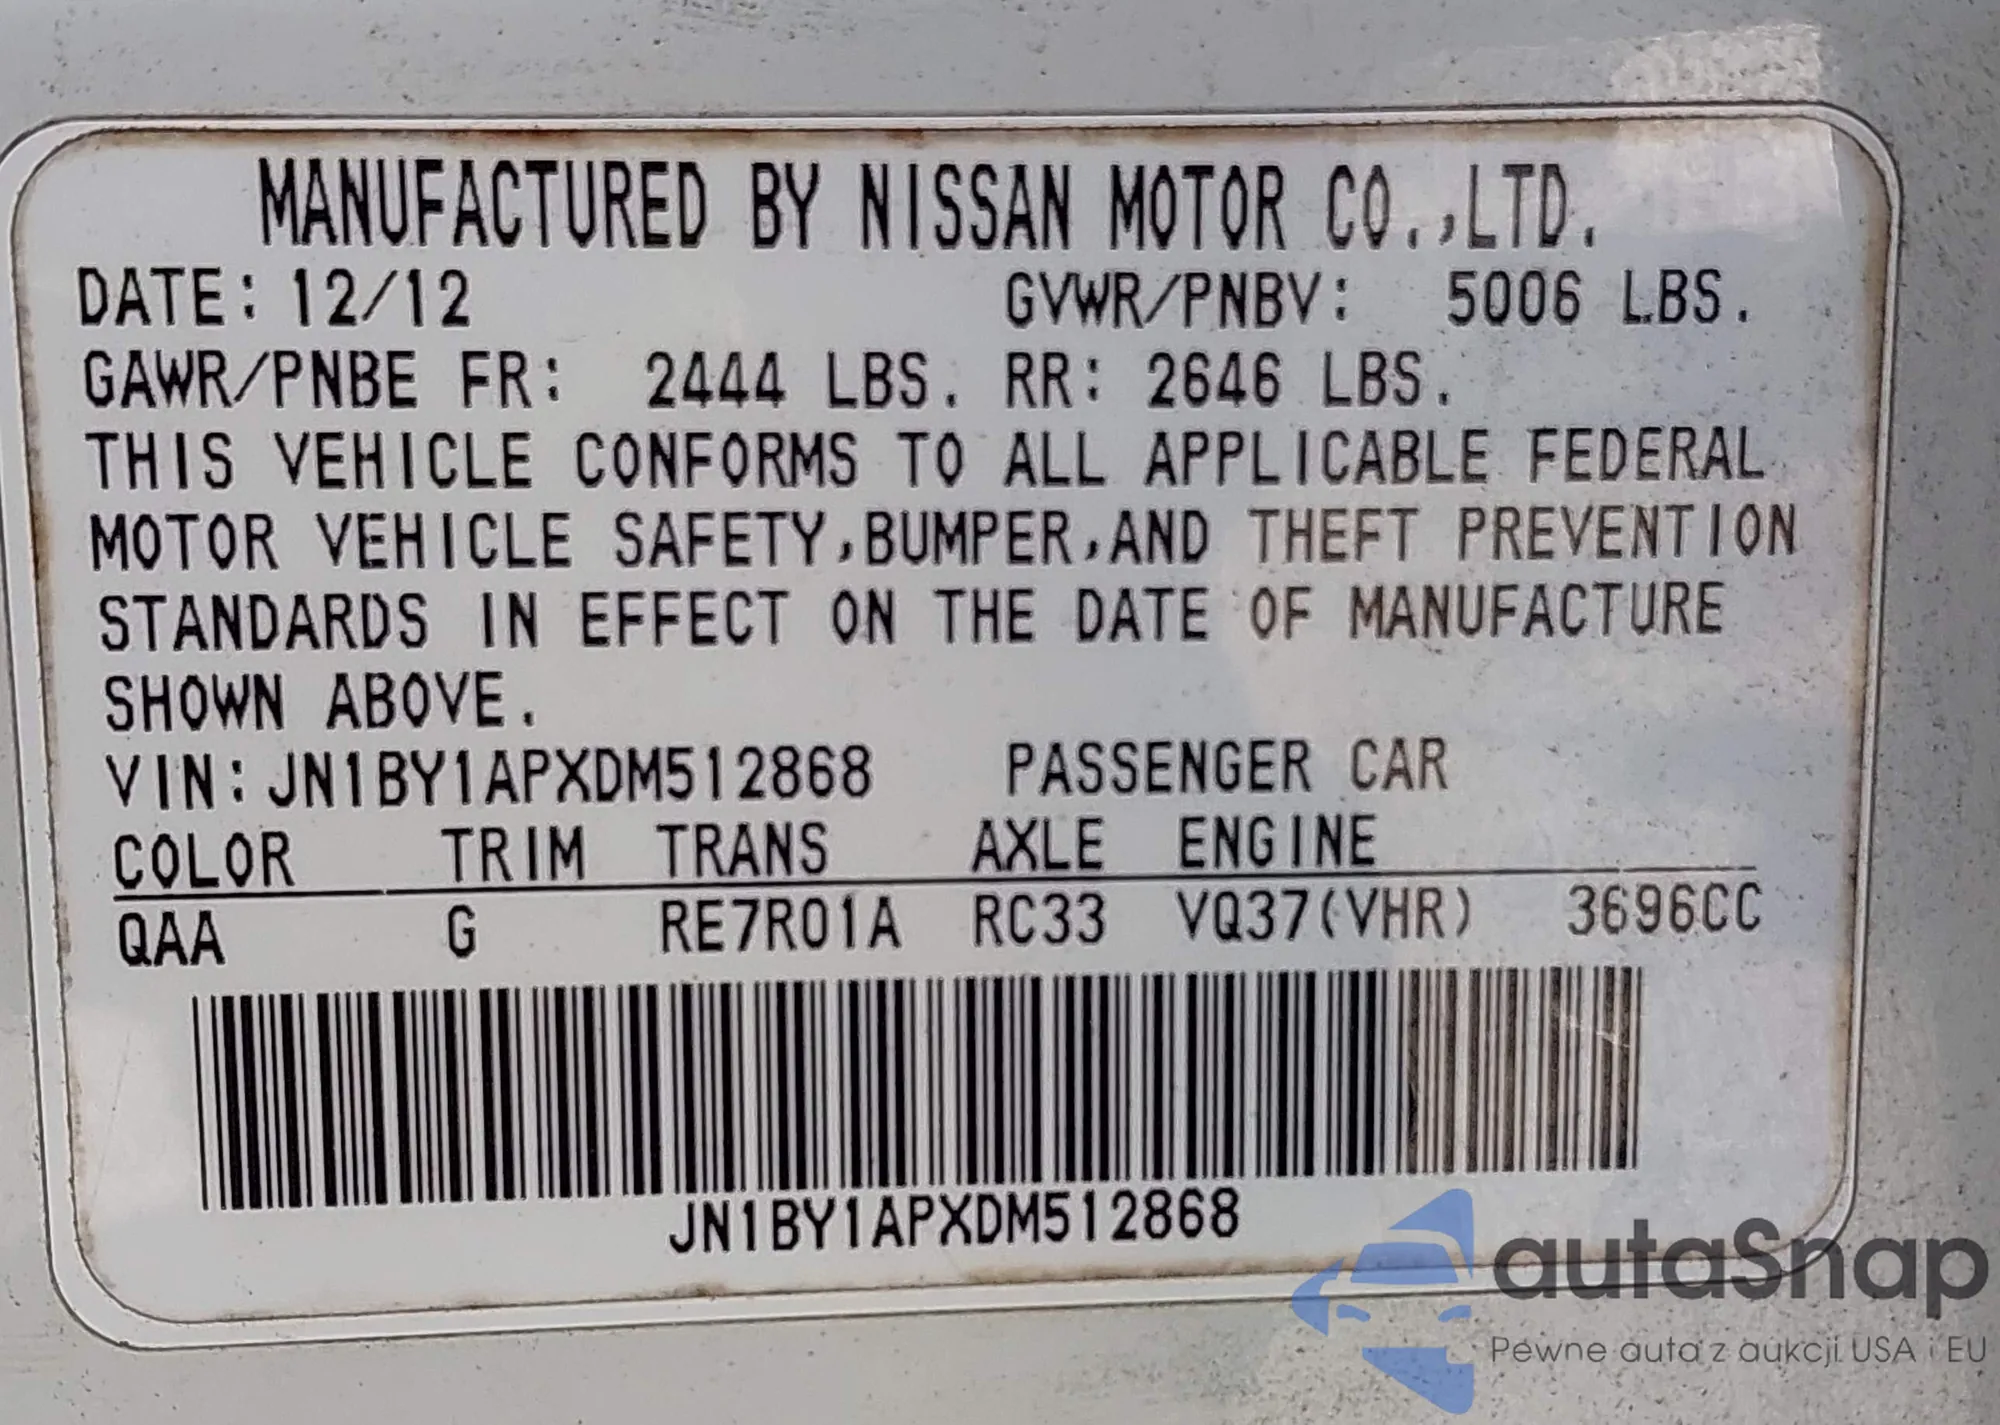 MANUFACTURED BY NISSAN MOTOR CO.,LTD.
DATE: 12/12 GVWR/PNBV: 5006 LBS.
GAWR/PNBE FR: 2444 LBS. RR: 2646 LBS.
THIS VEHICLE CONFORMS TO ALL APPLICABLE FEDERAL
MOTOR VEHICLE SAFETY,BUMPER,AND THEFT PREVENTION
STANDARDS IN EFFECT ON THE DATE OF MANUFACTURE
SHOWN ABOVE.
VIN:JN1BY1APXDM512868 PASSENGER CAR
COLOR TRIM TRANS AXLE ENGINE
QAA G RE7R01A RC33 VQ37(VHR) 3696CC
JN1BY1APXDM512868
autaSnap
Pewne auta z aukcji USA i EU